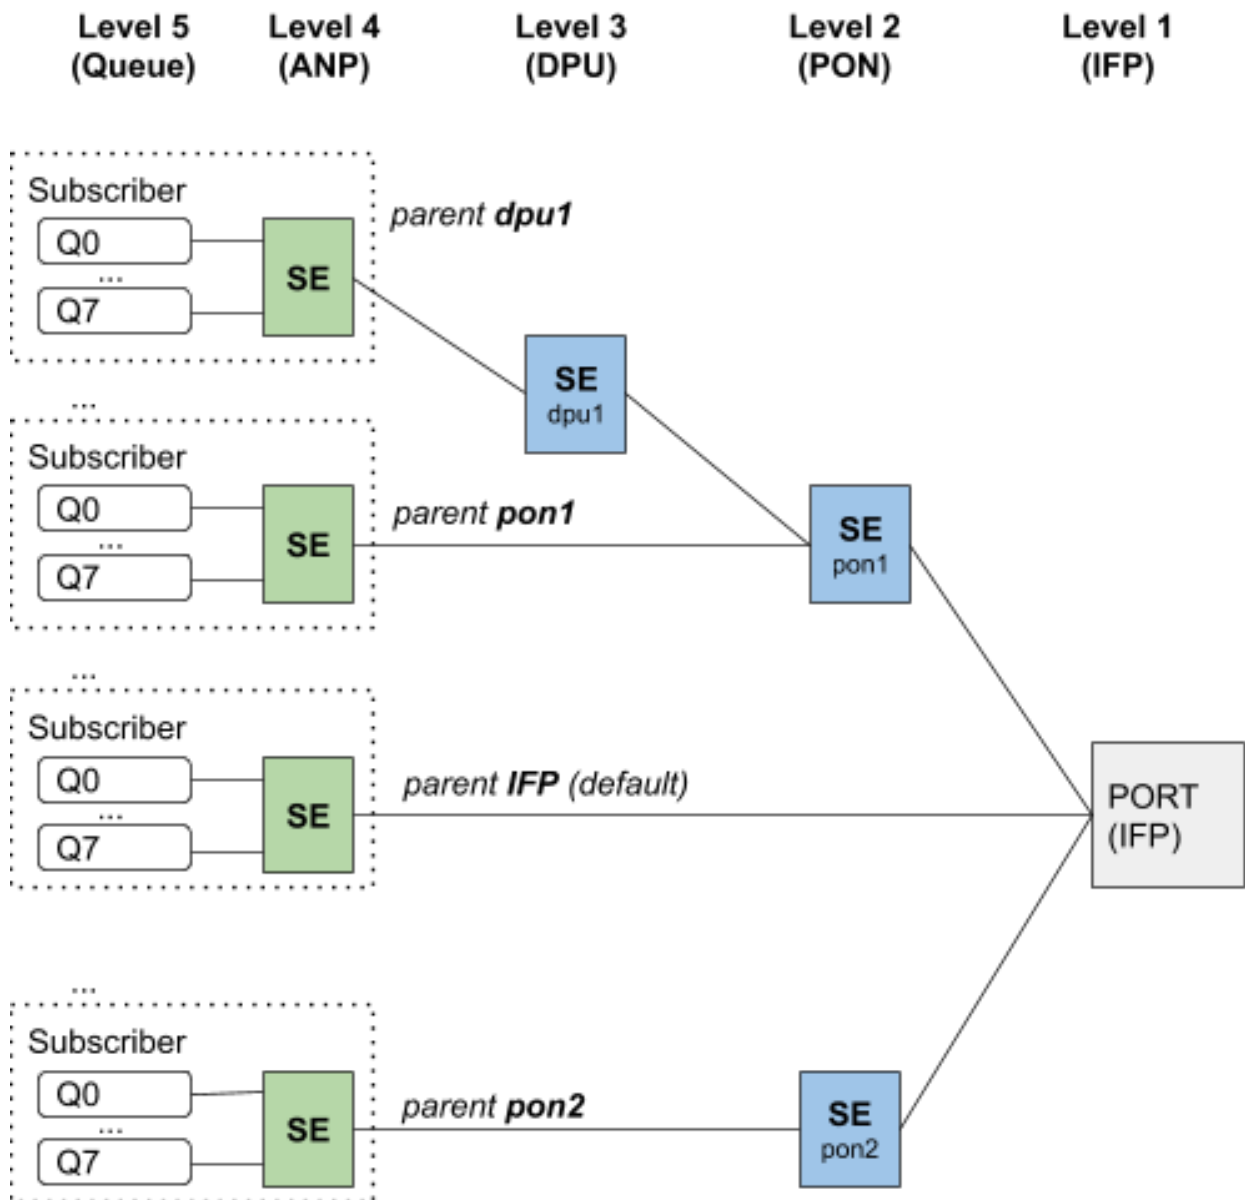 Level 5
(Queue)
Level 4
(ANP)
Level 3
(DPU)
Level 2
(PON)
Level 1
(IFP)
Subscriber
Q0
...
Q7
SE
parent dpu1
SE
dpu1
...
Subscriber
Q0
...
Q7
SE
parent pon1
SE
pon1
...
Subscriber
Q0
...
Q7
SE
parent IFP (default)
PORT
(IFP)
...
Subscriber
Q0
...
Q7
SE
parent pon2
SE
pon2